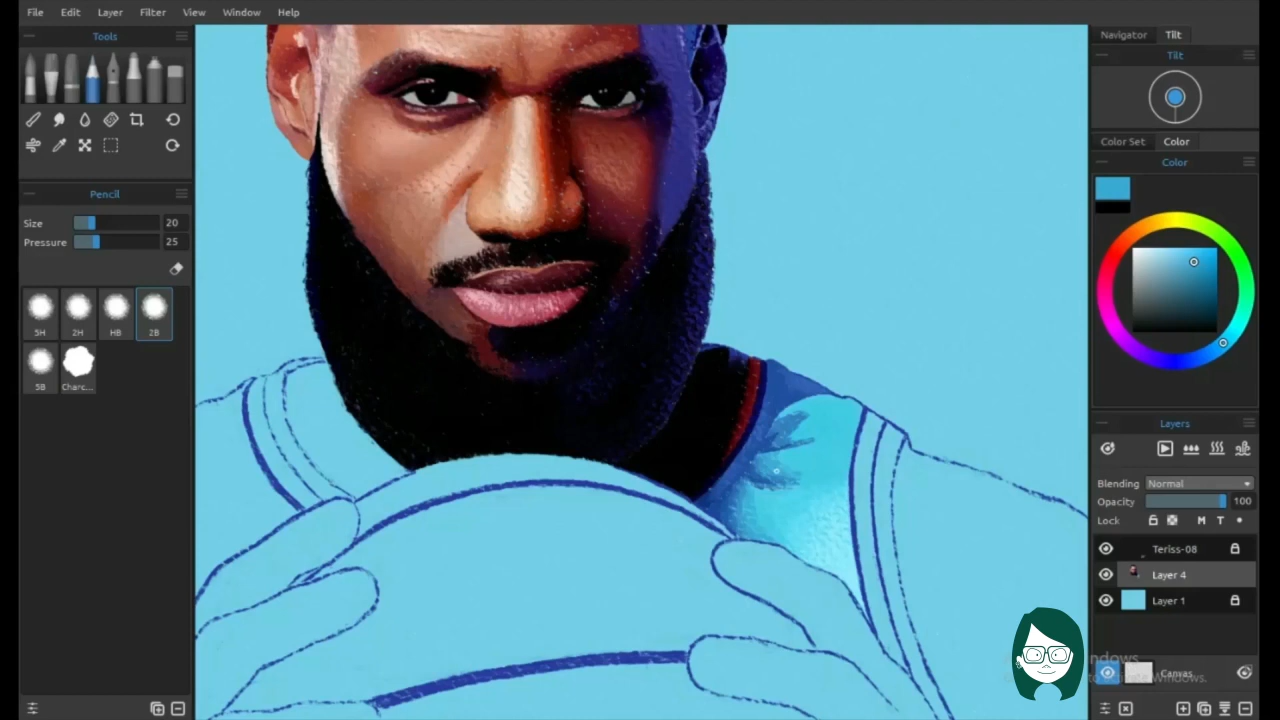 File Edit Layer Filter View Window Help
Tools
Pencil
Size 20
Pressure 25
5H 2H HB 2B
5B Charc...
Navigator Tilt
Tilt
Color Set Color
Color
Layers
Blending Normal
Opacity 100
Lock M T
Teriss-08
Layer 4
Layer 1
Canvas